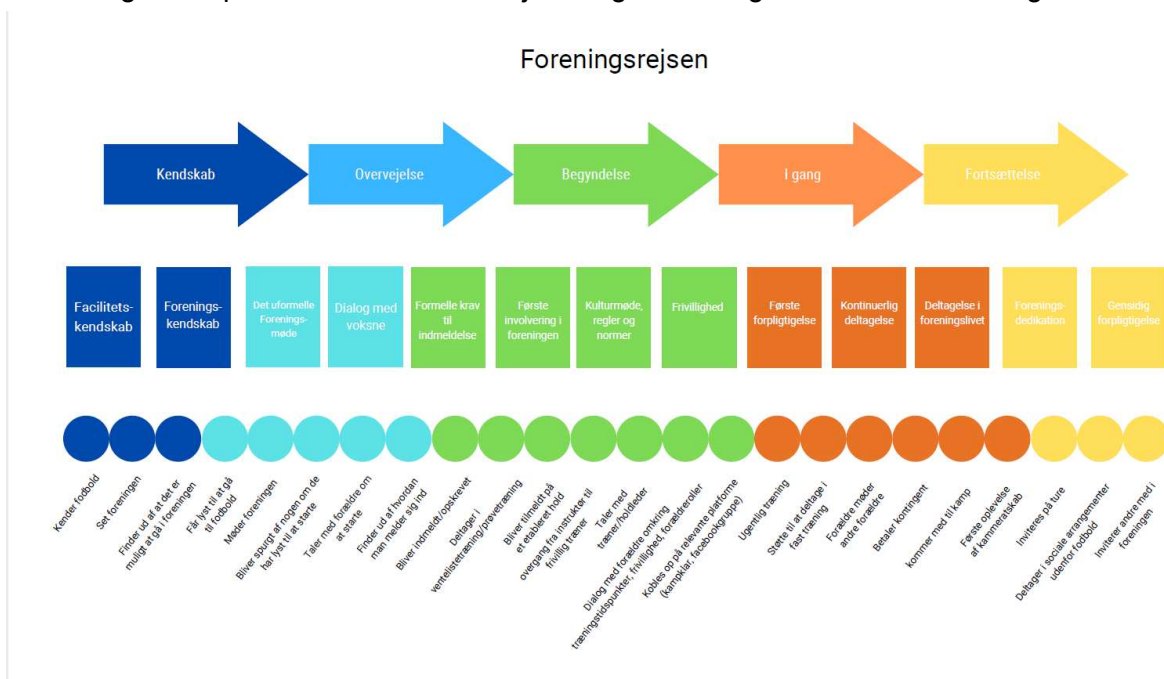 Foreningsrejsen
Kendskab
Overvejelse
Begyndelse
I gang
Fortsættelse
Facilitets-
kendskab
Forenings-
kendskab
Det uformelle
Forenings-
møde
Dialog med
voksne
Formelle krav
til
indmeldelse
Første
involvering i
foreningen
Kulturmøde,
regler og
normer
Frivillighed
Første
forpligtigelse
Kontinuerlig
deltagelse
Deltagelse i
foreningslivet
Forenings-
dedikation
Gensidig
forpligtigelse
Kender fodbold
Set foreningen
Finder ud af at det er
muligt at gå i foreningen
Får lyst til at gå
til fodbold
Møder foreningen
Bliver spurgt af nogen om de
har lyst til at starte
Taler med forældre om
at starte
Finder ud af hvordan
man melder sig ind
Bliver indmeldt/opskrevet
Deltager i
ventelistetræning/prøvetræning
Bliver tilmeldt på
et etableret hold
overgang fra instruktør til
frivillig træner
Taler med
træner/holdleder
Dialog med forældre omkring
træningstidspunkter, frivillighed, forældreroller
Kobles op på relevante platforme
(kampklar, facebookgruppe)
Ugentlig træning
Støtte til at deltage i
fast træning
Forældre møder
andre forældre
Betaler kontingent
kommer med til kamp
Første oplevelse
af kammeratskab
Inviteres på ture
Deltager i sociale arrangementer
udenfor fodbold
Inviterer andre med i
foreningen